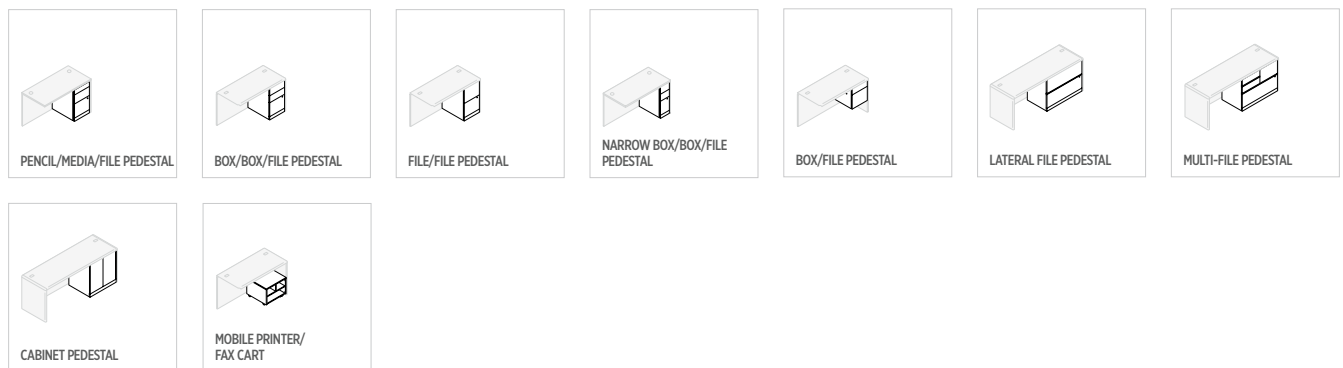 PENCIL/MEDIA/FILE PEDESTAL
BOX/BOX/FILE PEDESTAL
FILE/FILE PEDESTAL
NARROW BOX/BOX/FILE
PEDESTAL
BOX/FILE PEDESTAL
LATERAL FILE PEDESTAL
MULTI-FILE PEDESTAL
CABINET PEDESTAL
MOBILE PRINTER/
FAX CART